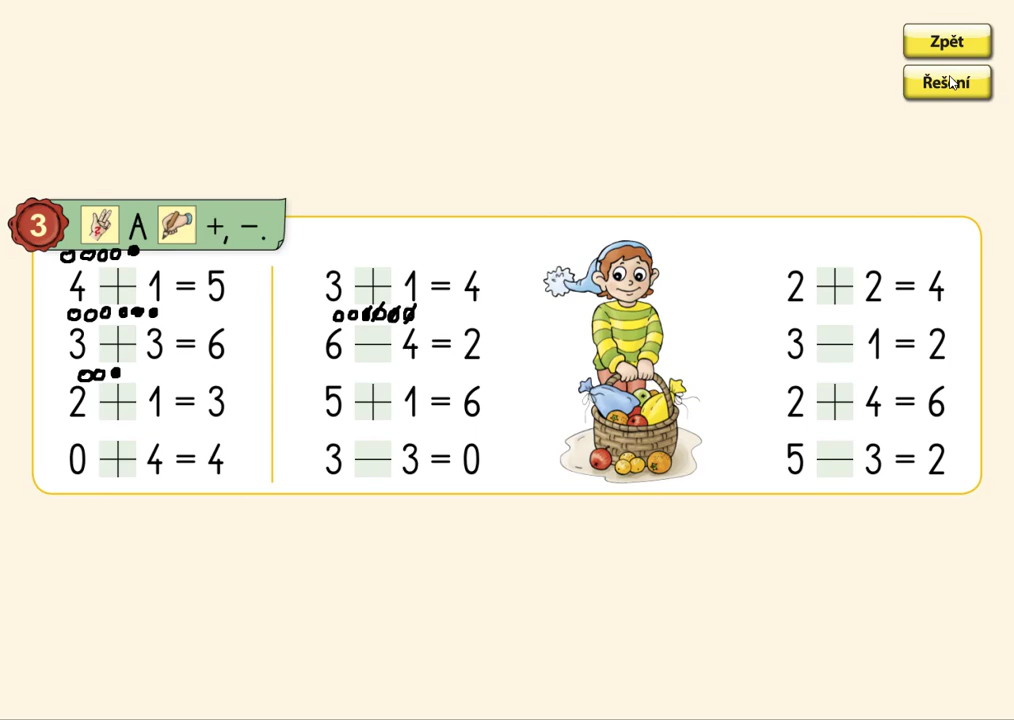 Zpět
Řešení
3 A +, −.
4 + 1 = 5
3 + 3 = 6
2 + 1 = 3
0 + 4 = 4
3 + 1 = 4
6 − 4 = 2
5 + 1 = 6
3 − 3 = 0
2 + 2 = 4
3 − 1 = 2
2 + 4 = 6
5 − 3 = 2